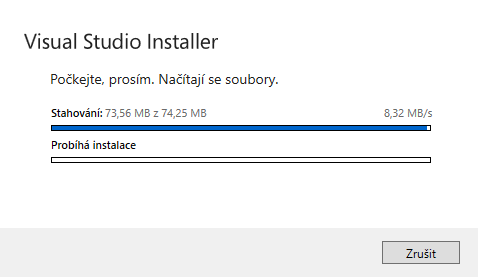 Visual Studio Installer
Počkejte, prosím. Načítají se soubory.
Stahování: 73,56 MB z 74,25 MB 8,32 MB/s
Probíhá instalace
Zrušit